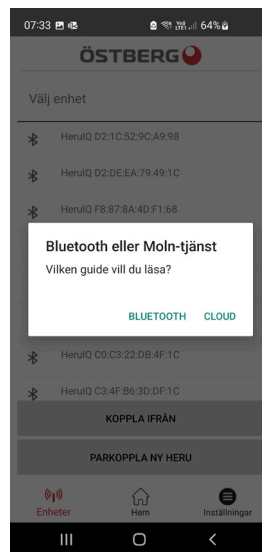 07:33 64%
ÖSTBERG
Välj enhet
HeruIQ D2:1C:52:9C:A9:98
HeruIQ D2:DE:EA:79:49:1C
HeruIQ F8:87:8A:4D:F1:68
Bluetooth eller Moln-tjänst
Vilken guide vill du läsa?
BLUETOOTH CLOUD
HeruIQ C0:C3:22:DB:4F:1C
HeruIQ C3:4F:B6:3D:DF:1C
KOPPLA IFRÅN
PARKOPPLA NY HERU
Enheter Hem Inställningar